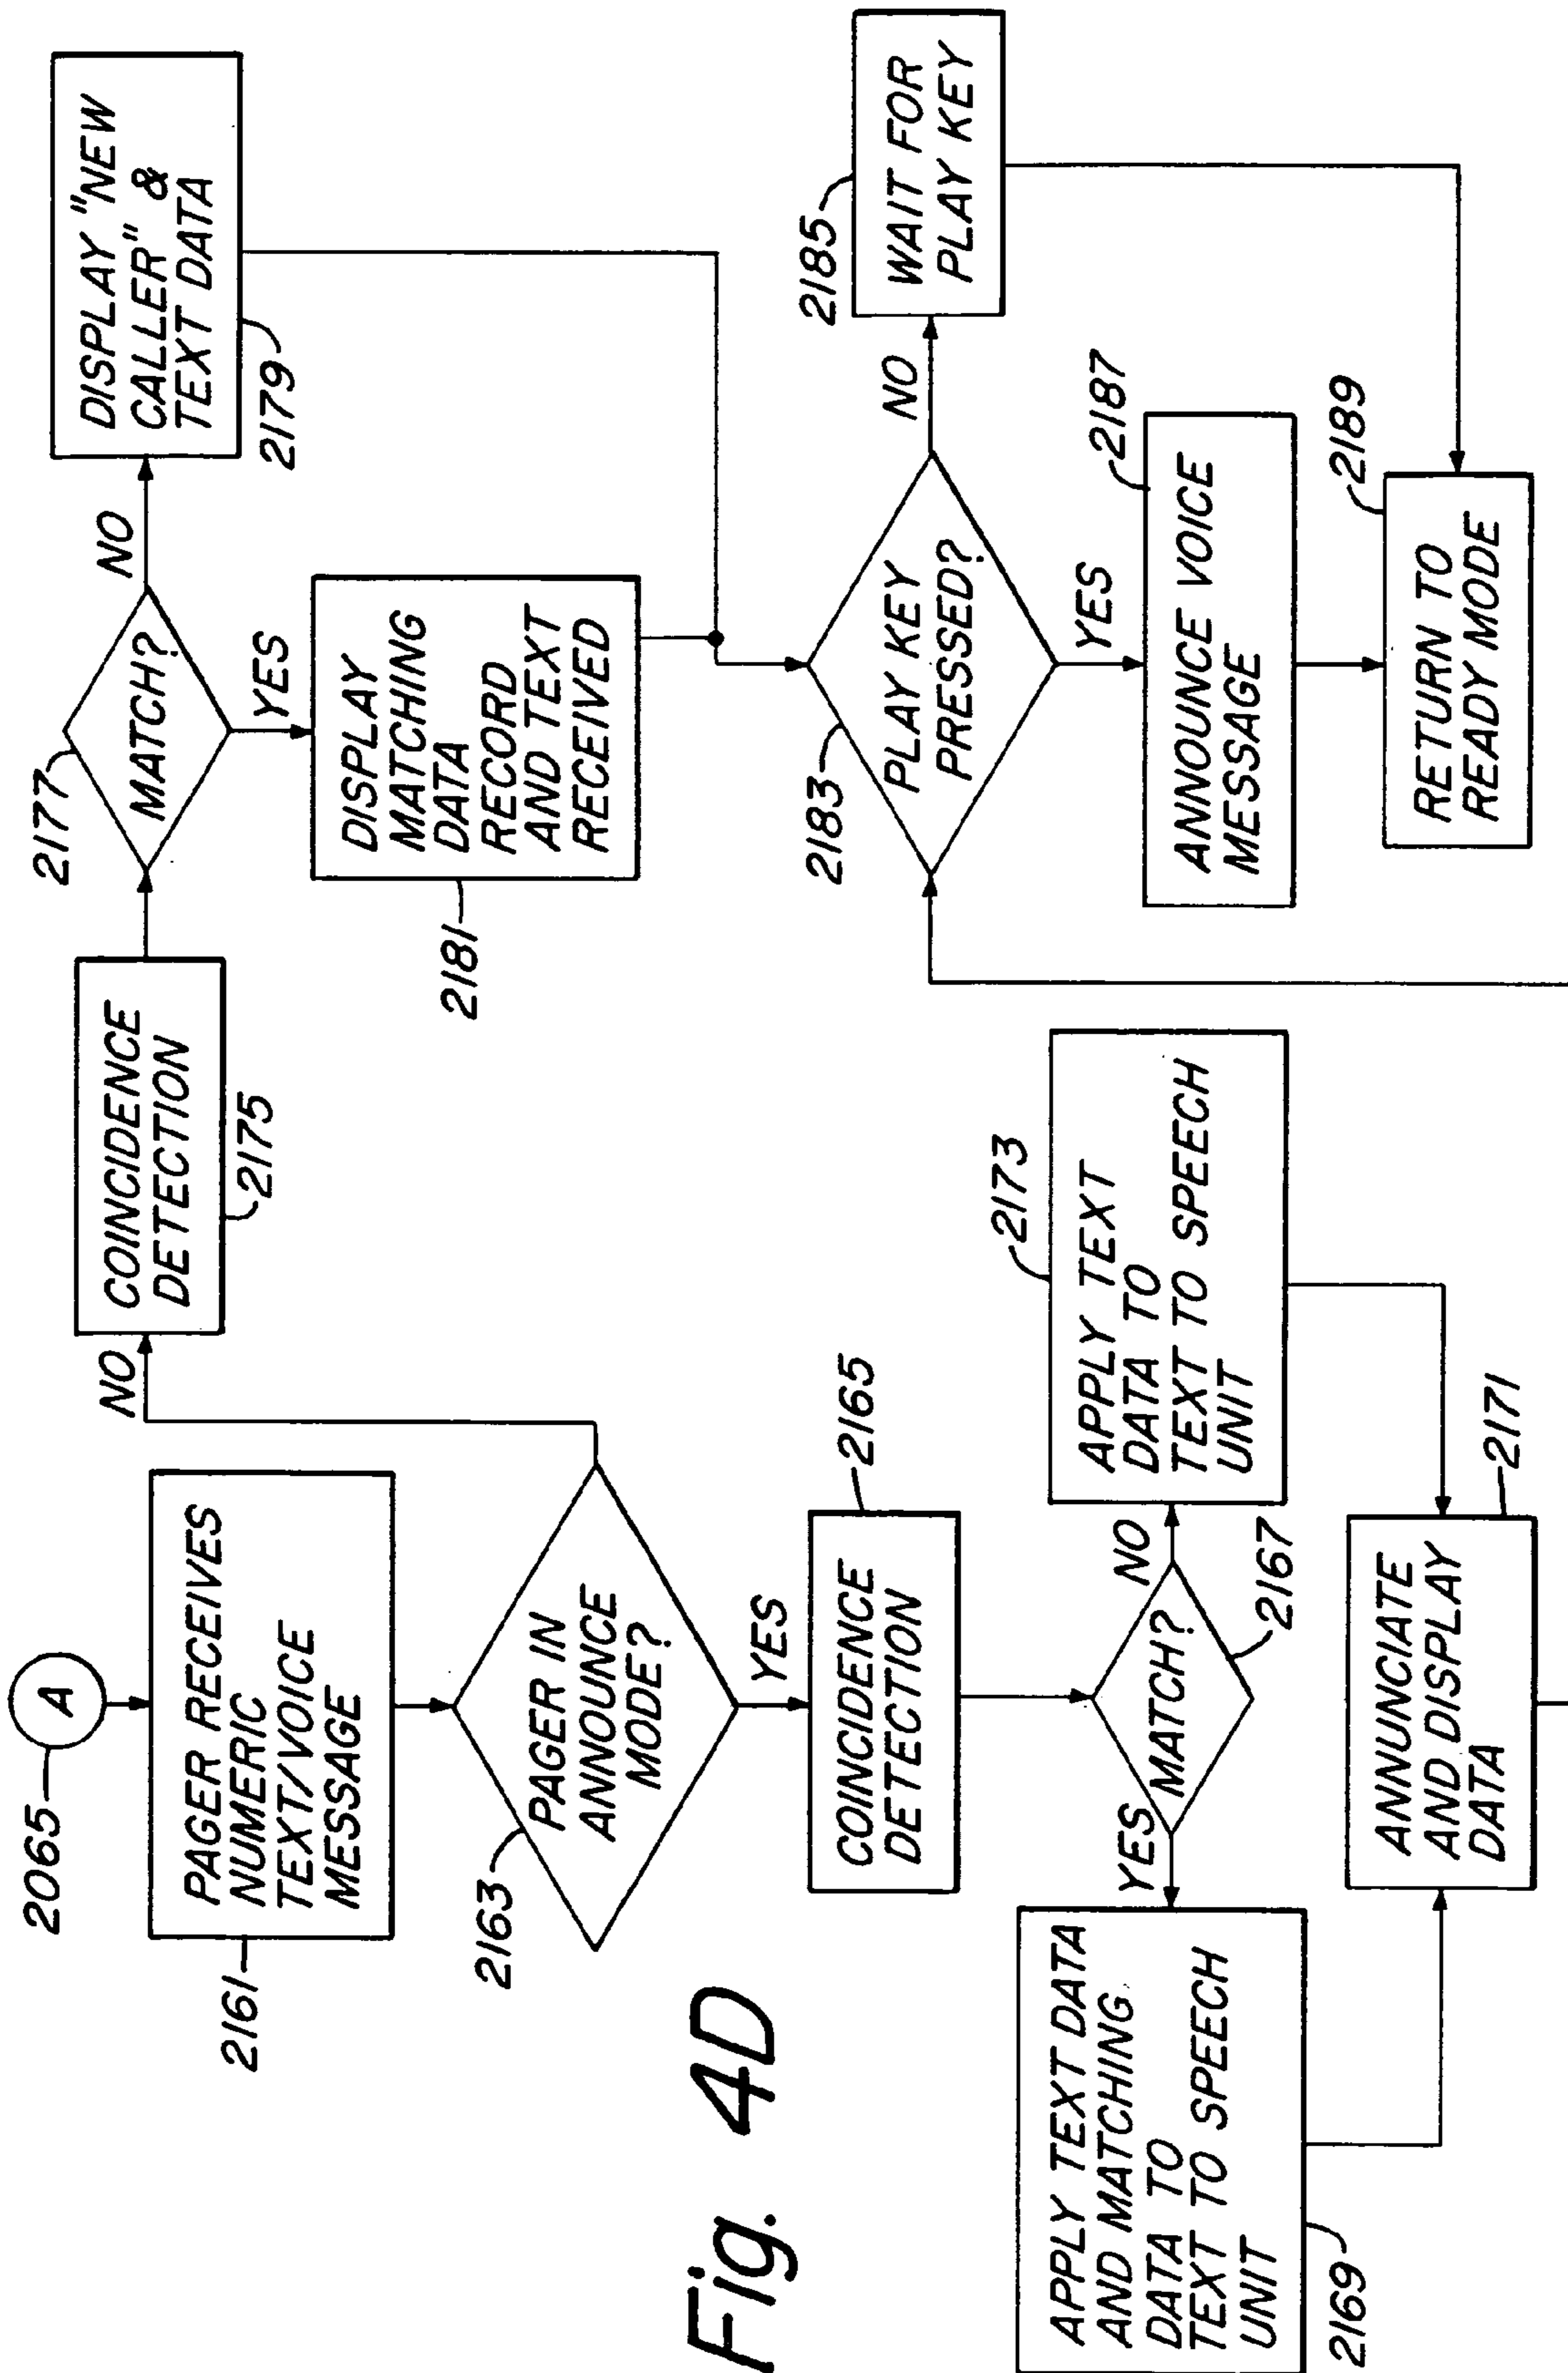 2065
A
PAGER RECEIVES
NUMERIC
TEXT/VOICE
MESSAGE
2161
2163
PAGER IN
ANNOUNCE
MODE?
NO
YES
COINCIDENCE
DETECTION
2165
MATCH?
2167
YES
NO
APPLY TEXT DATA
AND MATCHING
DATA TO
TEXT TO SPEECH
UNIT
2169
APPLY TEXT
DATA TO
TEXT TO SPEECH
UNIT
2173
ANNUNCIATE
AND DISPLAY
DATA
2171
COINCIDENCE
DETECTION
2175
2177
MATCH?
NO
YES
DISPLAY "NEW
CALLER" &
TEXT DATA
2179
DISPLAY
MATCHING
DATA
RECORD
AND TEXT
RECEIVED
2181
2183
PLAY KEY
PRESSED?
NO
YES
2185
WAIT FOR
PLAY KEY
2187
ANNOUNCE VOICE
MESSAGE
2189
RETURN TO
READY MODE
Fig. 4D